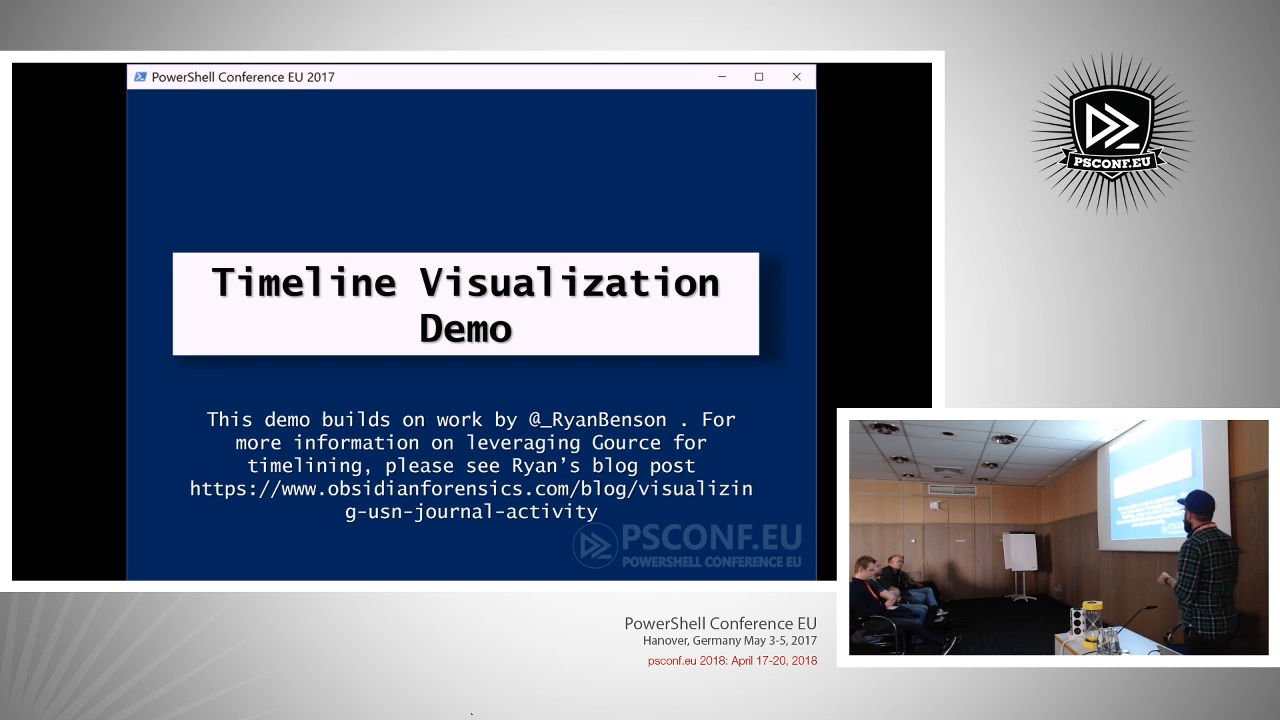 PowerShell Conference EU 2017
PSCONF.EU
Timeline Visualization
Demo
This demo builds on work by @_RyanBenson . For
more information on leveraging Gource for
timelining, please see Ryan’s blog post
https://www.obsidianforensics.com/blog/visualizin
g-usn-journal-activity
PSCONF.EU
POWERSHELL CONFERENCE EU
PowerShell Conference EU
Hanover, Germany May 3-5, 2017
psconf.eu 2018: April 17-20, 2018